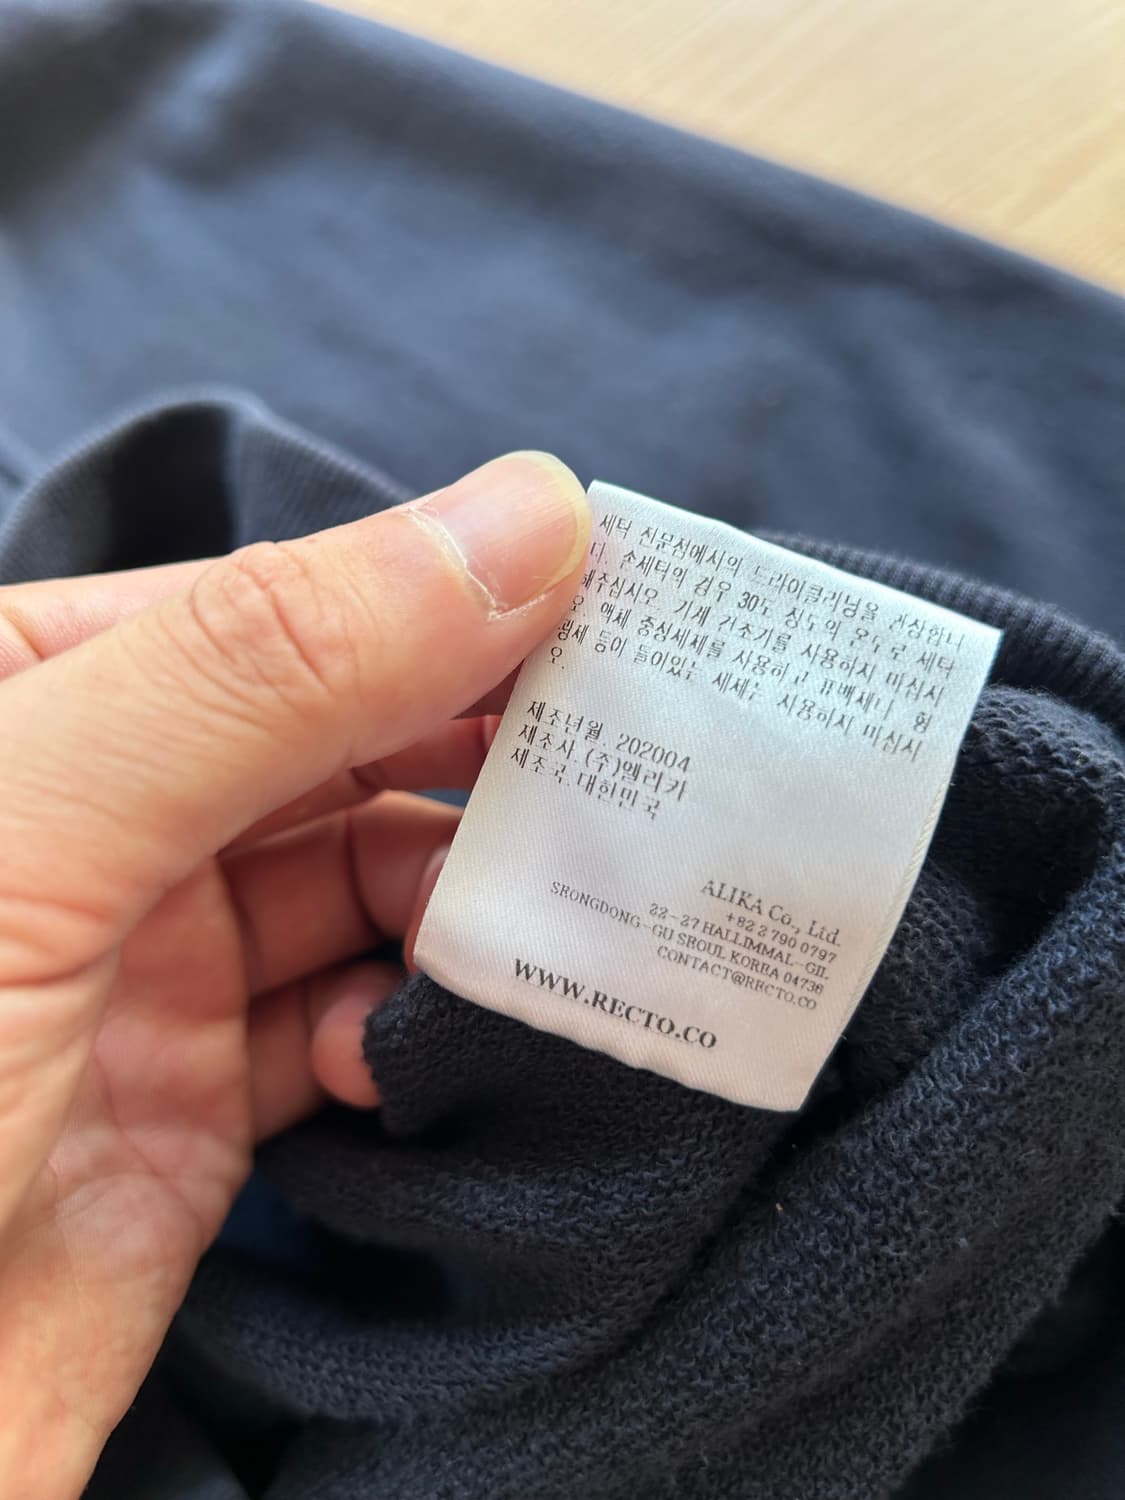 세탁 전문점에서의 드라이클리닝을 권장합니
다 손세탁의 경우 30도 정도의 온도로 세탁
해주십시오. 기계 건조기를 사용하지 마십시
오. 액체 중성세제를 사용하고 표백제나 형
광제 등이 들어있는 세제는 사용하지 마십시
오.
제조년월. 202004
제조사 (주)엘리카
제조국.대한민국
ALIKA Co., Ltd.
+82 2 790 0797
22-27 HALLIMMAL-GIL
SEONGDONG-GU SEOUL KOREA 04736
CONTACT@RECTO.CO
WWW.RECTO.CO